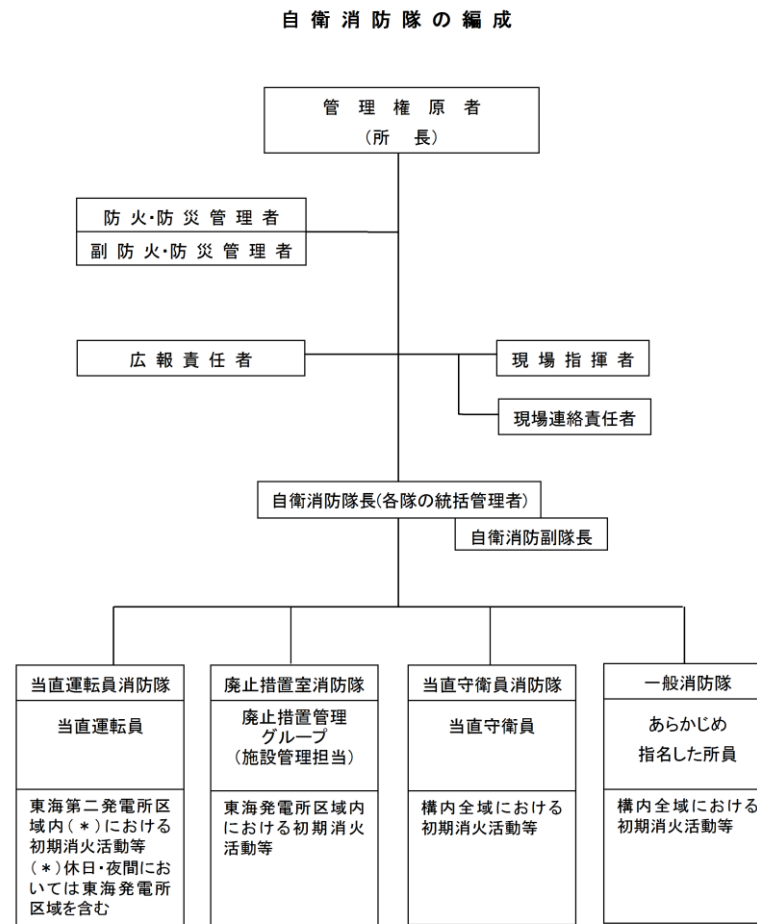 自衛消防隊の編成
管理権原者
(所 長)
防火・防災管理者
副防火・防災管理者
広報責任者
現場指揮者
現場連絡責任者
自衛消防隊長(各隊の統括管理者)
自衛消防副隊長
当直運転員消防隊
当直運転員
東海第二発電所区
域内(*)における
初期消火活動等
(*)休日・夜間にお
いては東海発電所
区域を含む
廃止措置室消防隊
廃止措置管理
グループ
(施設管理担当)
東海発電所区域内
における初期消火
活動等
当直守衛員消防隊
当直守衛員
構内全域における
初期消火活動等
一般消防隊
あらかじめ
指名した所員
構内全域における
初期消火活動等